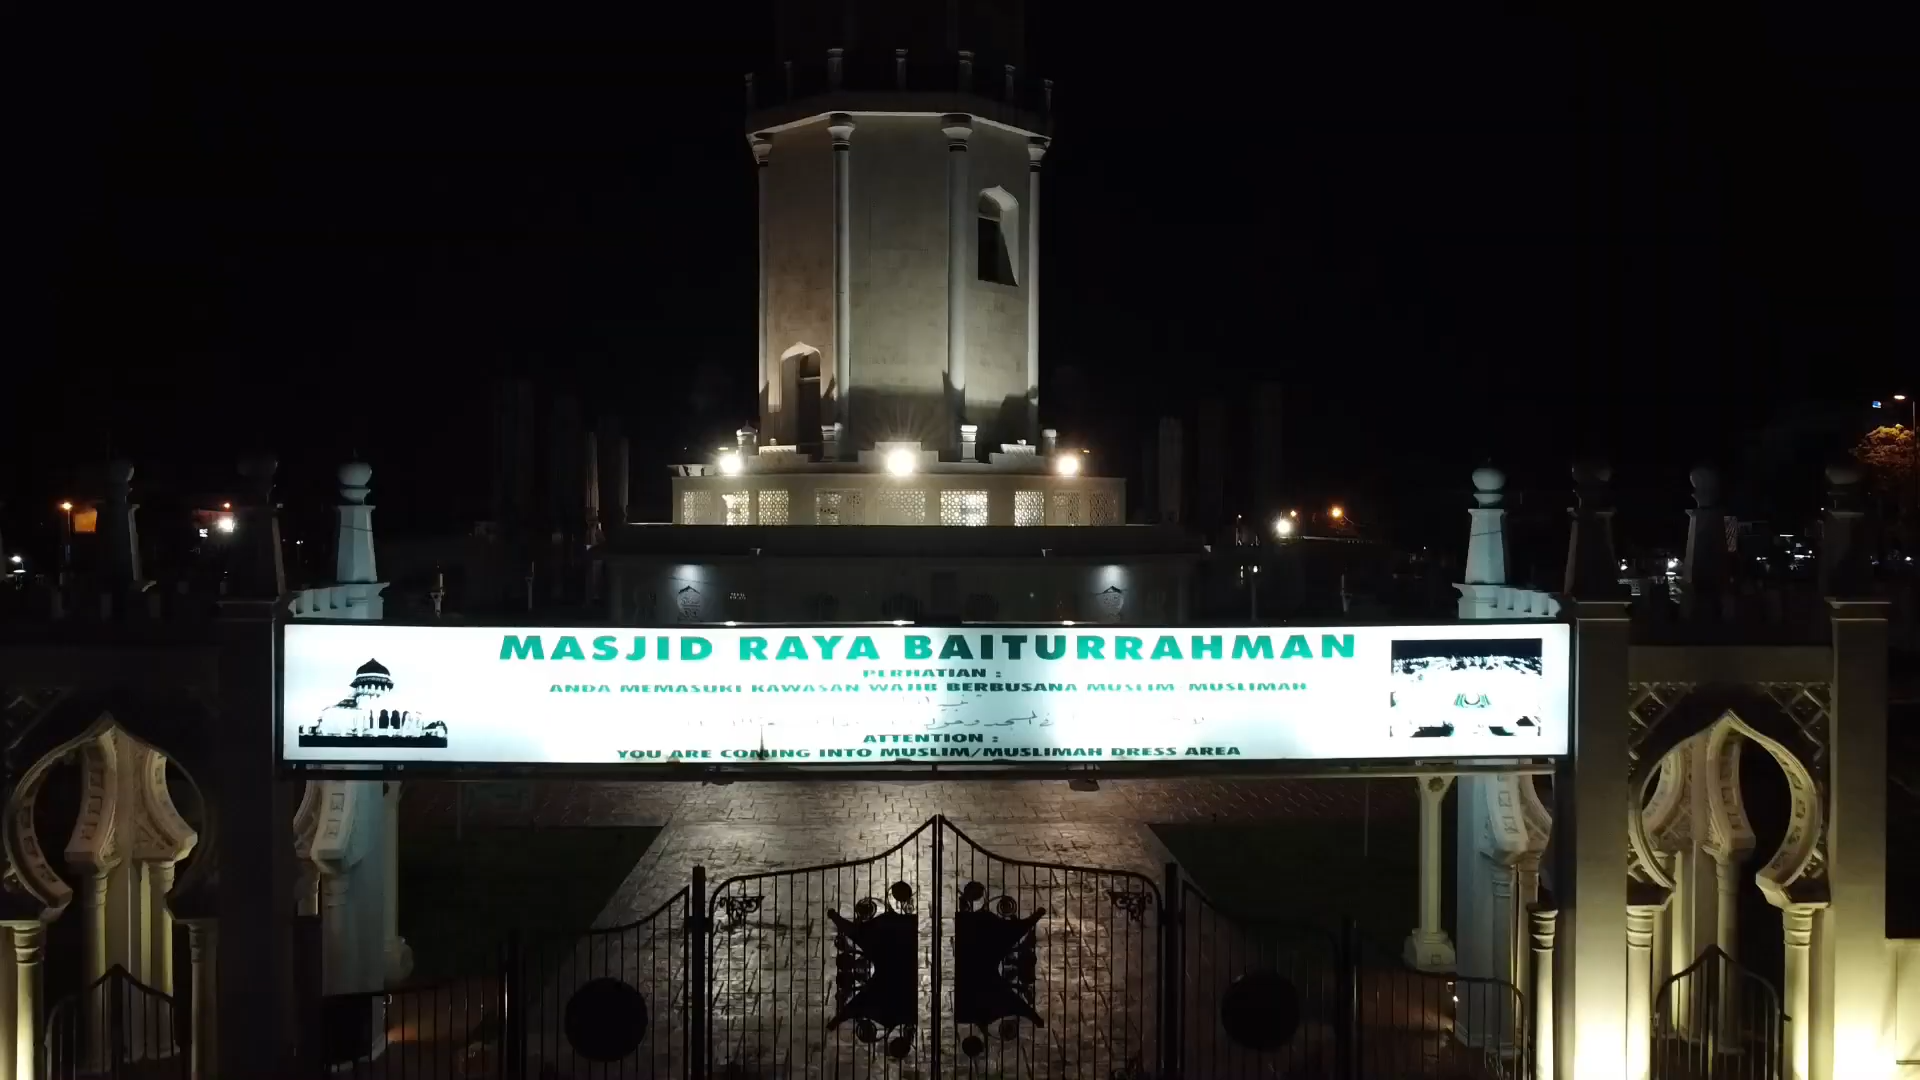 MASJID RAYA BAITURRAHMAN
PERHATIAN :
ANDA MEMASUKI KAWASAN WAJIB BERBUSANA MUSLIM MUSLIMAH
ATTENTION :
YOU ARE COMING INTO MUSLIM/MUSLIMAH DRESS AREA